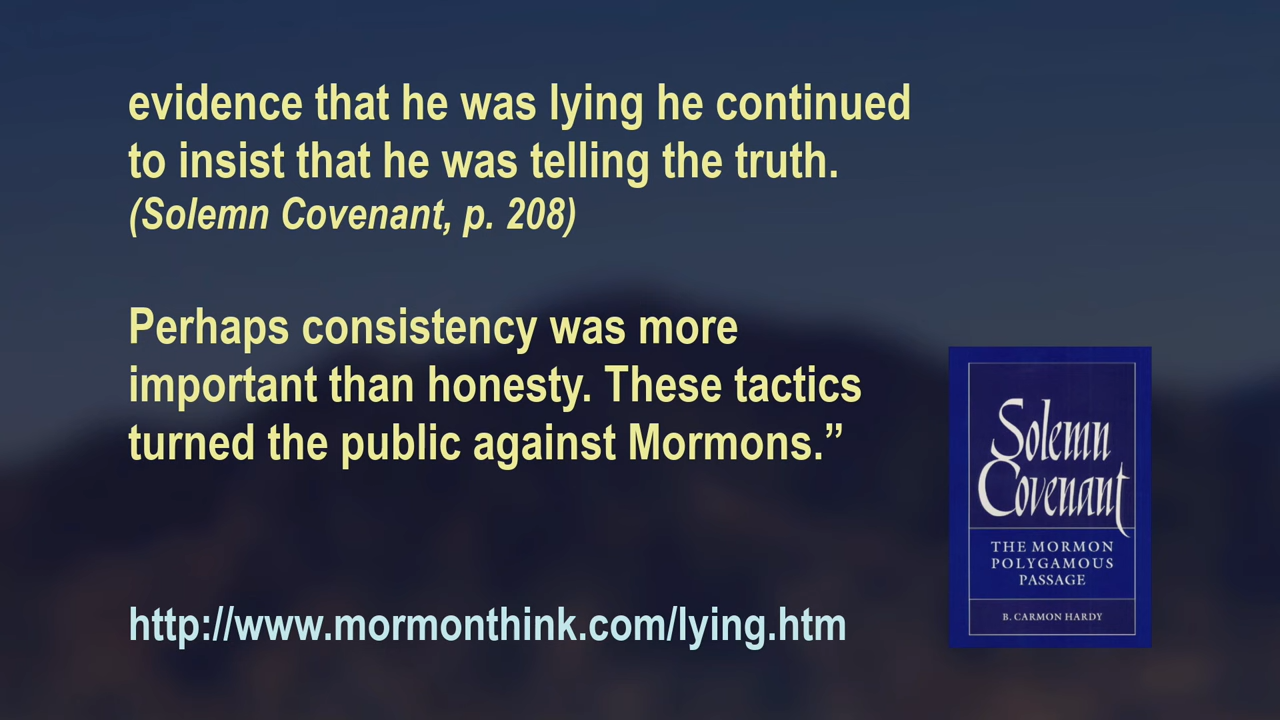 evidence that he was lying he continued
to insist that he was telling the truth.
(Solemn Covenant, p. 208)
Perhaps consistency was more
important than honesty. These tactics
turned the public against Mormons.”
http://www.mormonthink.com/lying.htm
Solemn
Covenant
THE MORMON
POLYGAMOUS
PASSAGE
B. CARMON HARDY